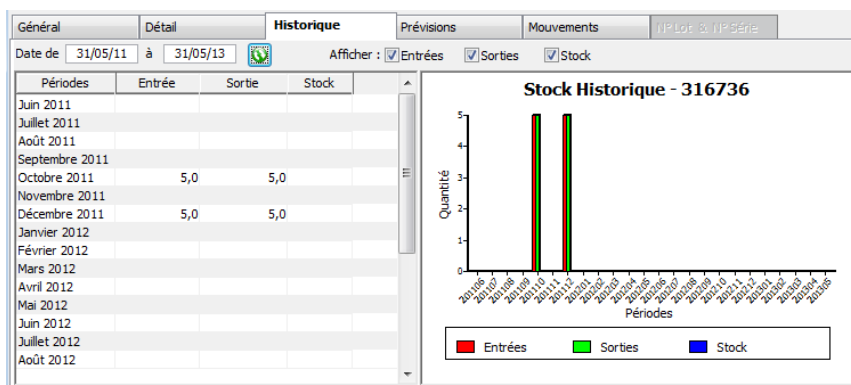 Général Détail Historique Prévisions Mouvements N° Lot & N° Série
Date de 31/05/11 à 31/05/13 Afficher : Entrées Sorties Stock
Périodes Entrée Sortie Stock
Juin 2011
Juillet 2011
Août 2011
Septembre 2011
Octobre 2011 5,0 5,0
Novembre 2011
Décembre 2011 5,0 5,0
Janvier 2012
Février 2012
Mars 2012
Avril 2012
Mai 2012
Juin 2012
Juillet 2012
Août 2012
Stock Historique - 316736
5
4
3
2
1
0
Quantité
201106 201107 201108 201109 201110 201111 201112 201201 201202 201203 201204 201205 201206 201207 201208 201209 201210 201211 201212 201301 201302 201303 201304 201305
Périodes
Entrées Sorties Stock